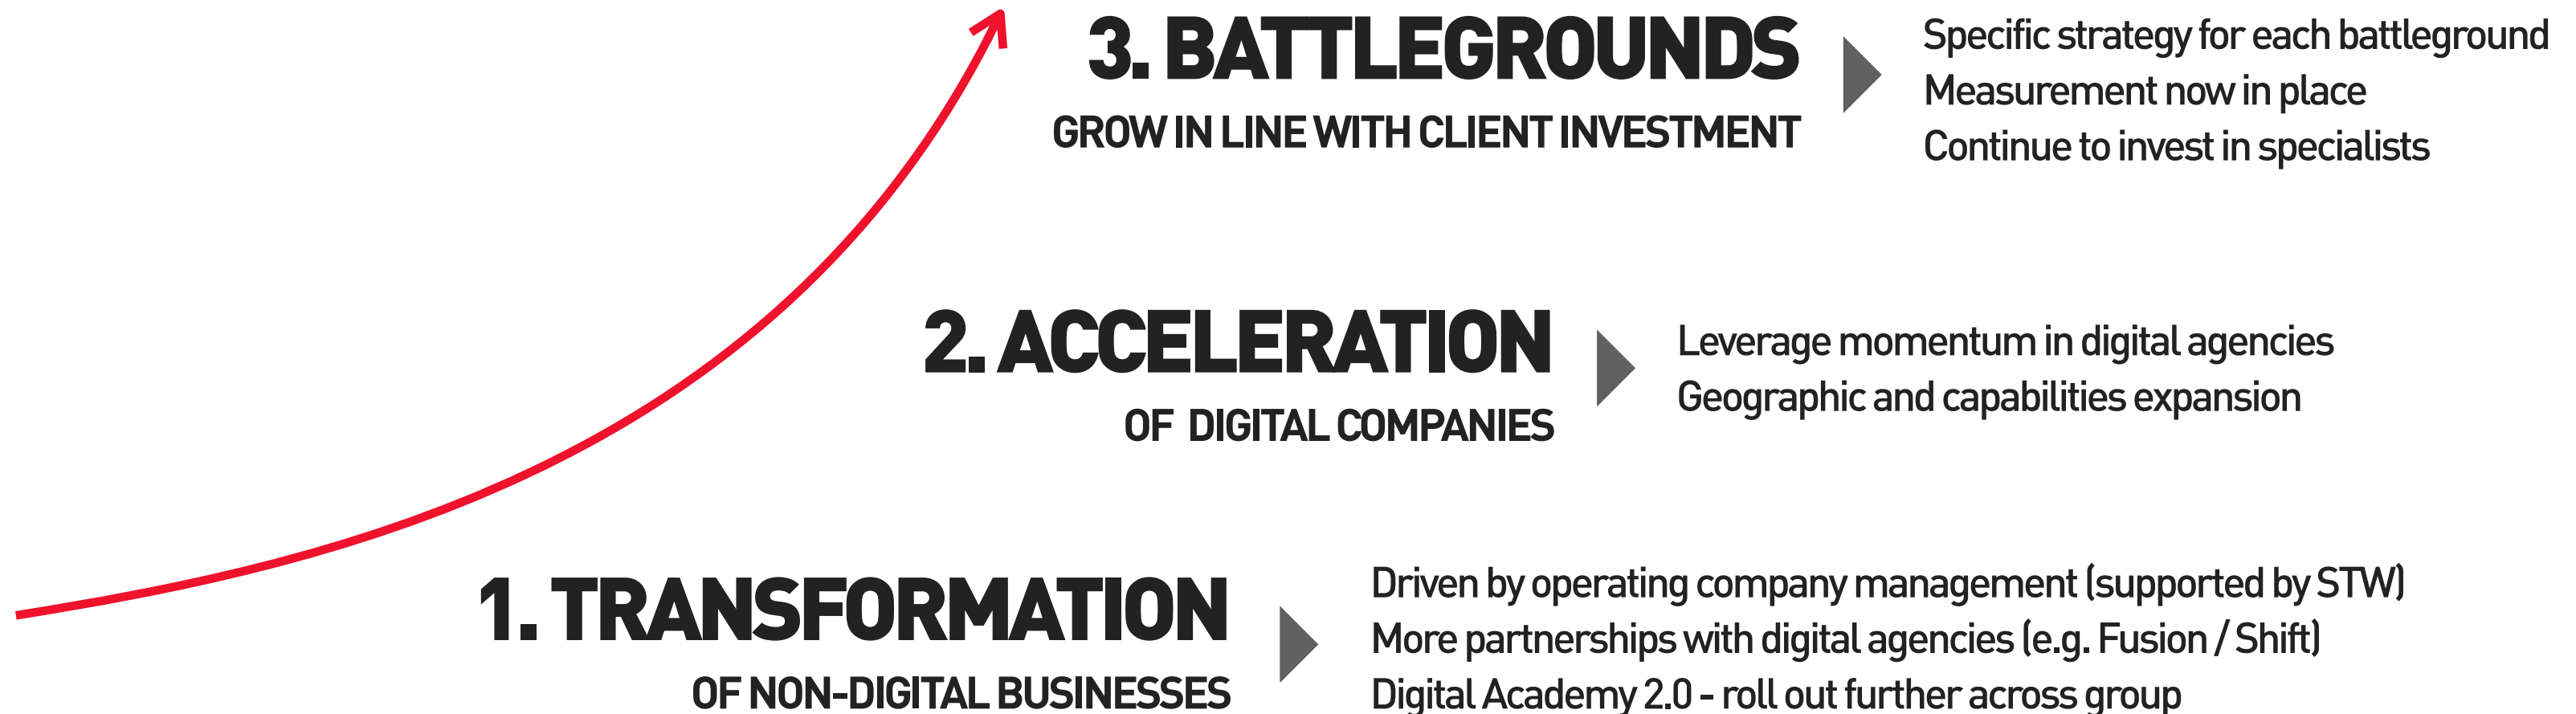 3. BATTLEGROUNDS
GROW IN LINE WITH CLIENT INVESTMENT
Specific strategy for each battleground
Measurement now in place
Continue to invest in specialists
2. ACCELERATION
OF DIGITAL COMPANIES
Leverage momentum in digital agencies
Geographic and capabilities expansion
1. TRANSFORMATION
OF NON-DIGITAL BUSINESSES
Driven by operating company management (supported by STW)
More partnerships with digital agencies (e.g. Fusion / Shift)
Digital Academy 2.0 - roll out further across group